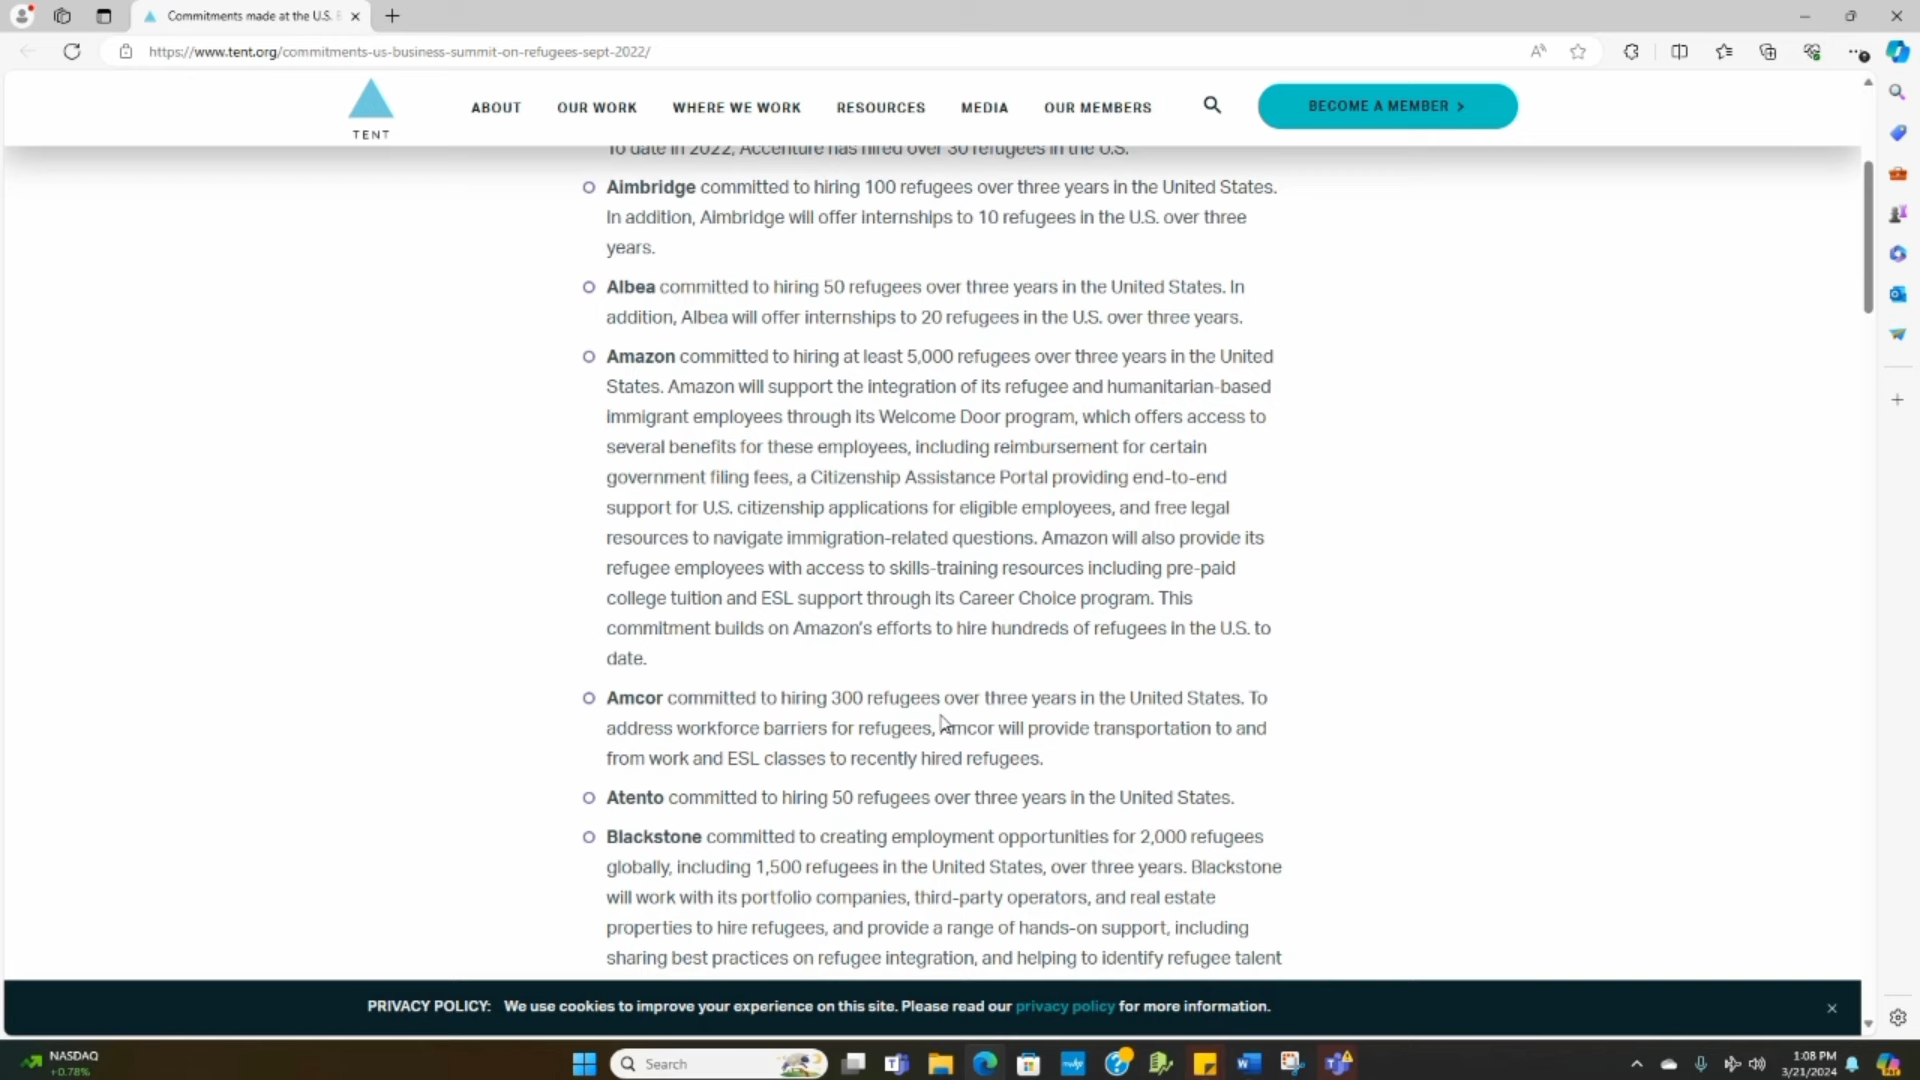 Commitments made at the U.S. B
https://www.tent.org/commitments-us-business-summit-on-refugees-sept-2022/
TENT
ABOUT
OUR WORK
WHERE WE WORK
RESOURCES
MEDIA
OUR MEMBERS
BECOME A MEMBER >
To date in 2022, Accenture has hired over 30 refugees in the U.S.
Aimbridge committed to hiring 100 refugees over three years in the United States.
In addition, Aimbridge will offer internships to 10 refugees in the U.S. over three
years.
Albea committed to hiring 50 refugees over three years in the United States. In
addition, Albea will offer internships to 20 refugees in the U.S. over three years.
Amazon committed to hiring at least 5,000 refugees over three years in the United
States. Amazon will support the integration of its refugee and humanitarian-based
immigrant employees through its Welcome Door program, which offers access to
several benefits for these employees, including reimbursement for certain
government filing fees, a Citizenship Assistance Portal providing end-to-end
support for U.S. citizenship applications for eligible employees, and free legal
resources to navigate immigration-related questions. Amazon will also provide its
refugee employees with access to skills-training resources including pre-paid
college tuition and ESL support through its Career Choice program. This
commitment builds on Amazon's efforts to hire hundreds of refugees in the U.S. to
date.
Amcor committed to hiring 300 refugees over three years in the United States. To
address workforce barriers for refugees, Amcor will provide transportation to and
from work and ESL classes to recently hired refugees.
Atento committed to hiring 50 refugees over three years in the United States.
Blackstone committed to creating employment opportunities for 2,000 refugees
globally, including 1,500 refugees in the United States, over three years. Blackstone
will work with its portfolio companies, third-party operators, and real estate
properties to hire refugees, and provide a range of hands-on support, including
sharing best practices on refugee integration, and helping to identify refugee talent
PRIVACY POLICY: We use cookies to improve your experience on this site. Please read our privacy policy for more information.
NASDAQ
+0.78%
Search
1:08 PM
3/21/2024